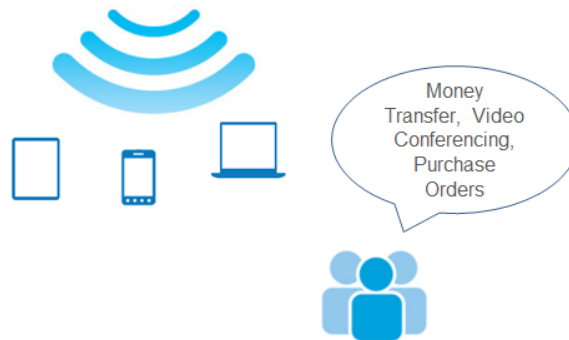 Money
Transfer, Video
Conferencing,
Purchase
Orders